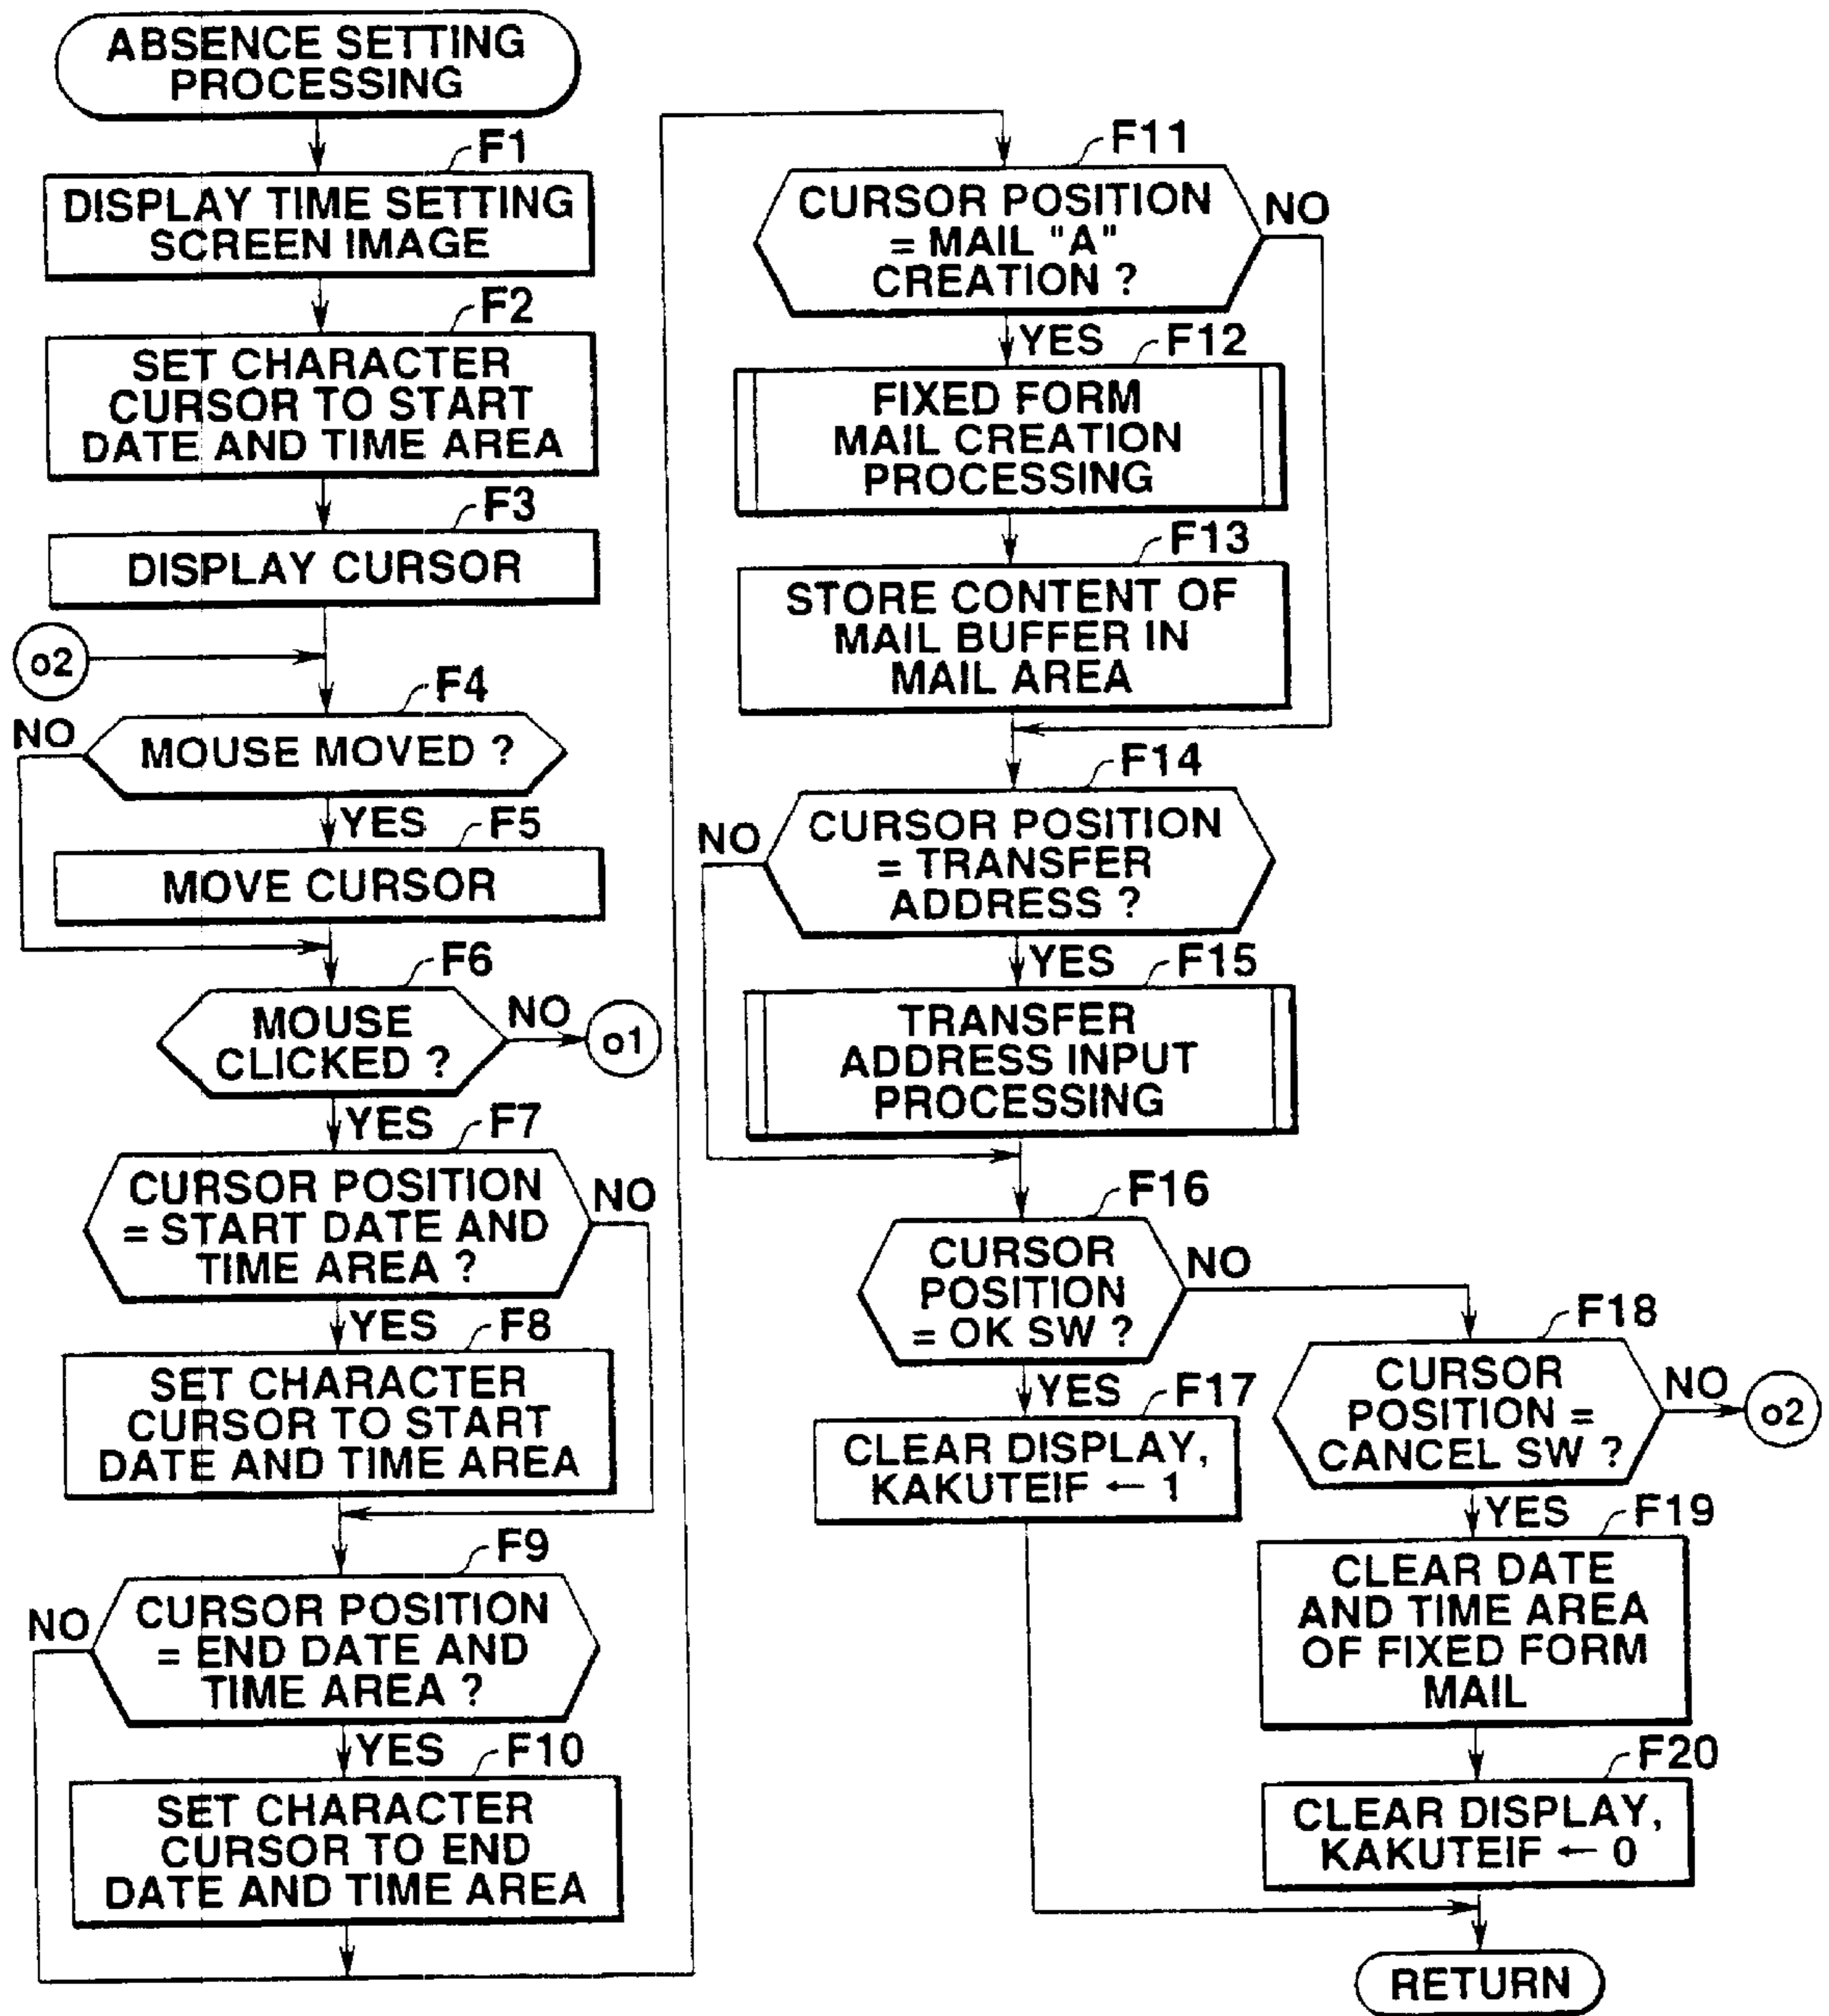 ABSENCE SETTING
PROCESSING
F1
DISPLAY TIME SETTING
SCREEN IMAGE
F2
SET CHARACTER
CURSOR TO START
DATE AND TIME AREA
F3
DISPLAY CURSOR
o2
F4
NO
MOUSE MOVED ?
YES
F5
MOVE CURSOR
F6
MOUSE
CLICKED ?
NO
o1
YES
F7
CURSOR POSITION
= START DATE AND
TIME AREA ?
NO
YES
F8
SET CHARACTER
CURSOR TO START
DATE AND TIME AREA
F9
NO
CURSOR POSITION
= END DATE AND
TIME AREA ?
YES
F10
SET CHARACTER
CURSOR TO END
DATE AND TIME AREA
F11
CURSOR POSITION
= MAIL "A"
CREATION ?
NO
YES
F12
FIXED FORM
MAIL CREATION
PROCESSING
F13
STORE CONTENT OF
MAIL BUFFER IN
MAIL AREA
F14
NO
CURSOR POSITION
= TRANSFER
ADDRESS ?
YES
F15
TRANSFER
ADDRESS INPUT
PROCESSING
F16
CURSOR
POSITION
= OK SW ?
NO
YES
F17
CLEAR DISPLAY,
KAKUTEIF ← 1
F18
CURSOR
POSITION =
CANCEL SW ?
NO
o2
YES
F19
CLEAR DATE
AND TIME AREA
OF FIXED FORM
MAIL
F20
CLEAR DISPLAY,
KAKUTEIF ← 0
RETURN